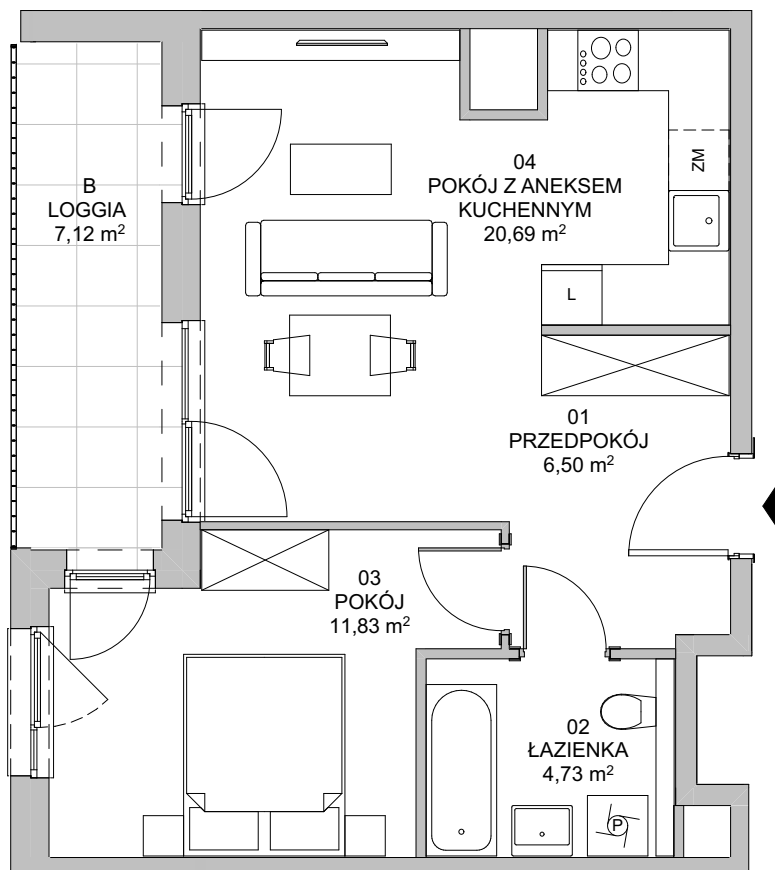 04
POKÓJ Z ANEKSEM
KUCHENNYM
20,69 m²
ZM
B
LOGGIA
7,12 m²
L
01
PRZEDPOKÓJ
6,50 m²
03
POKÓJ
11,83 m²
02
ŁAZIENKA
4,73 m²
P